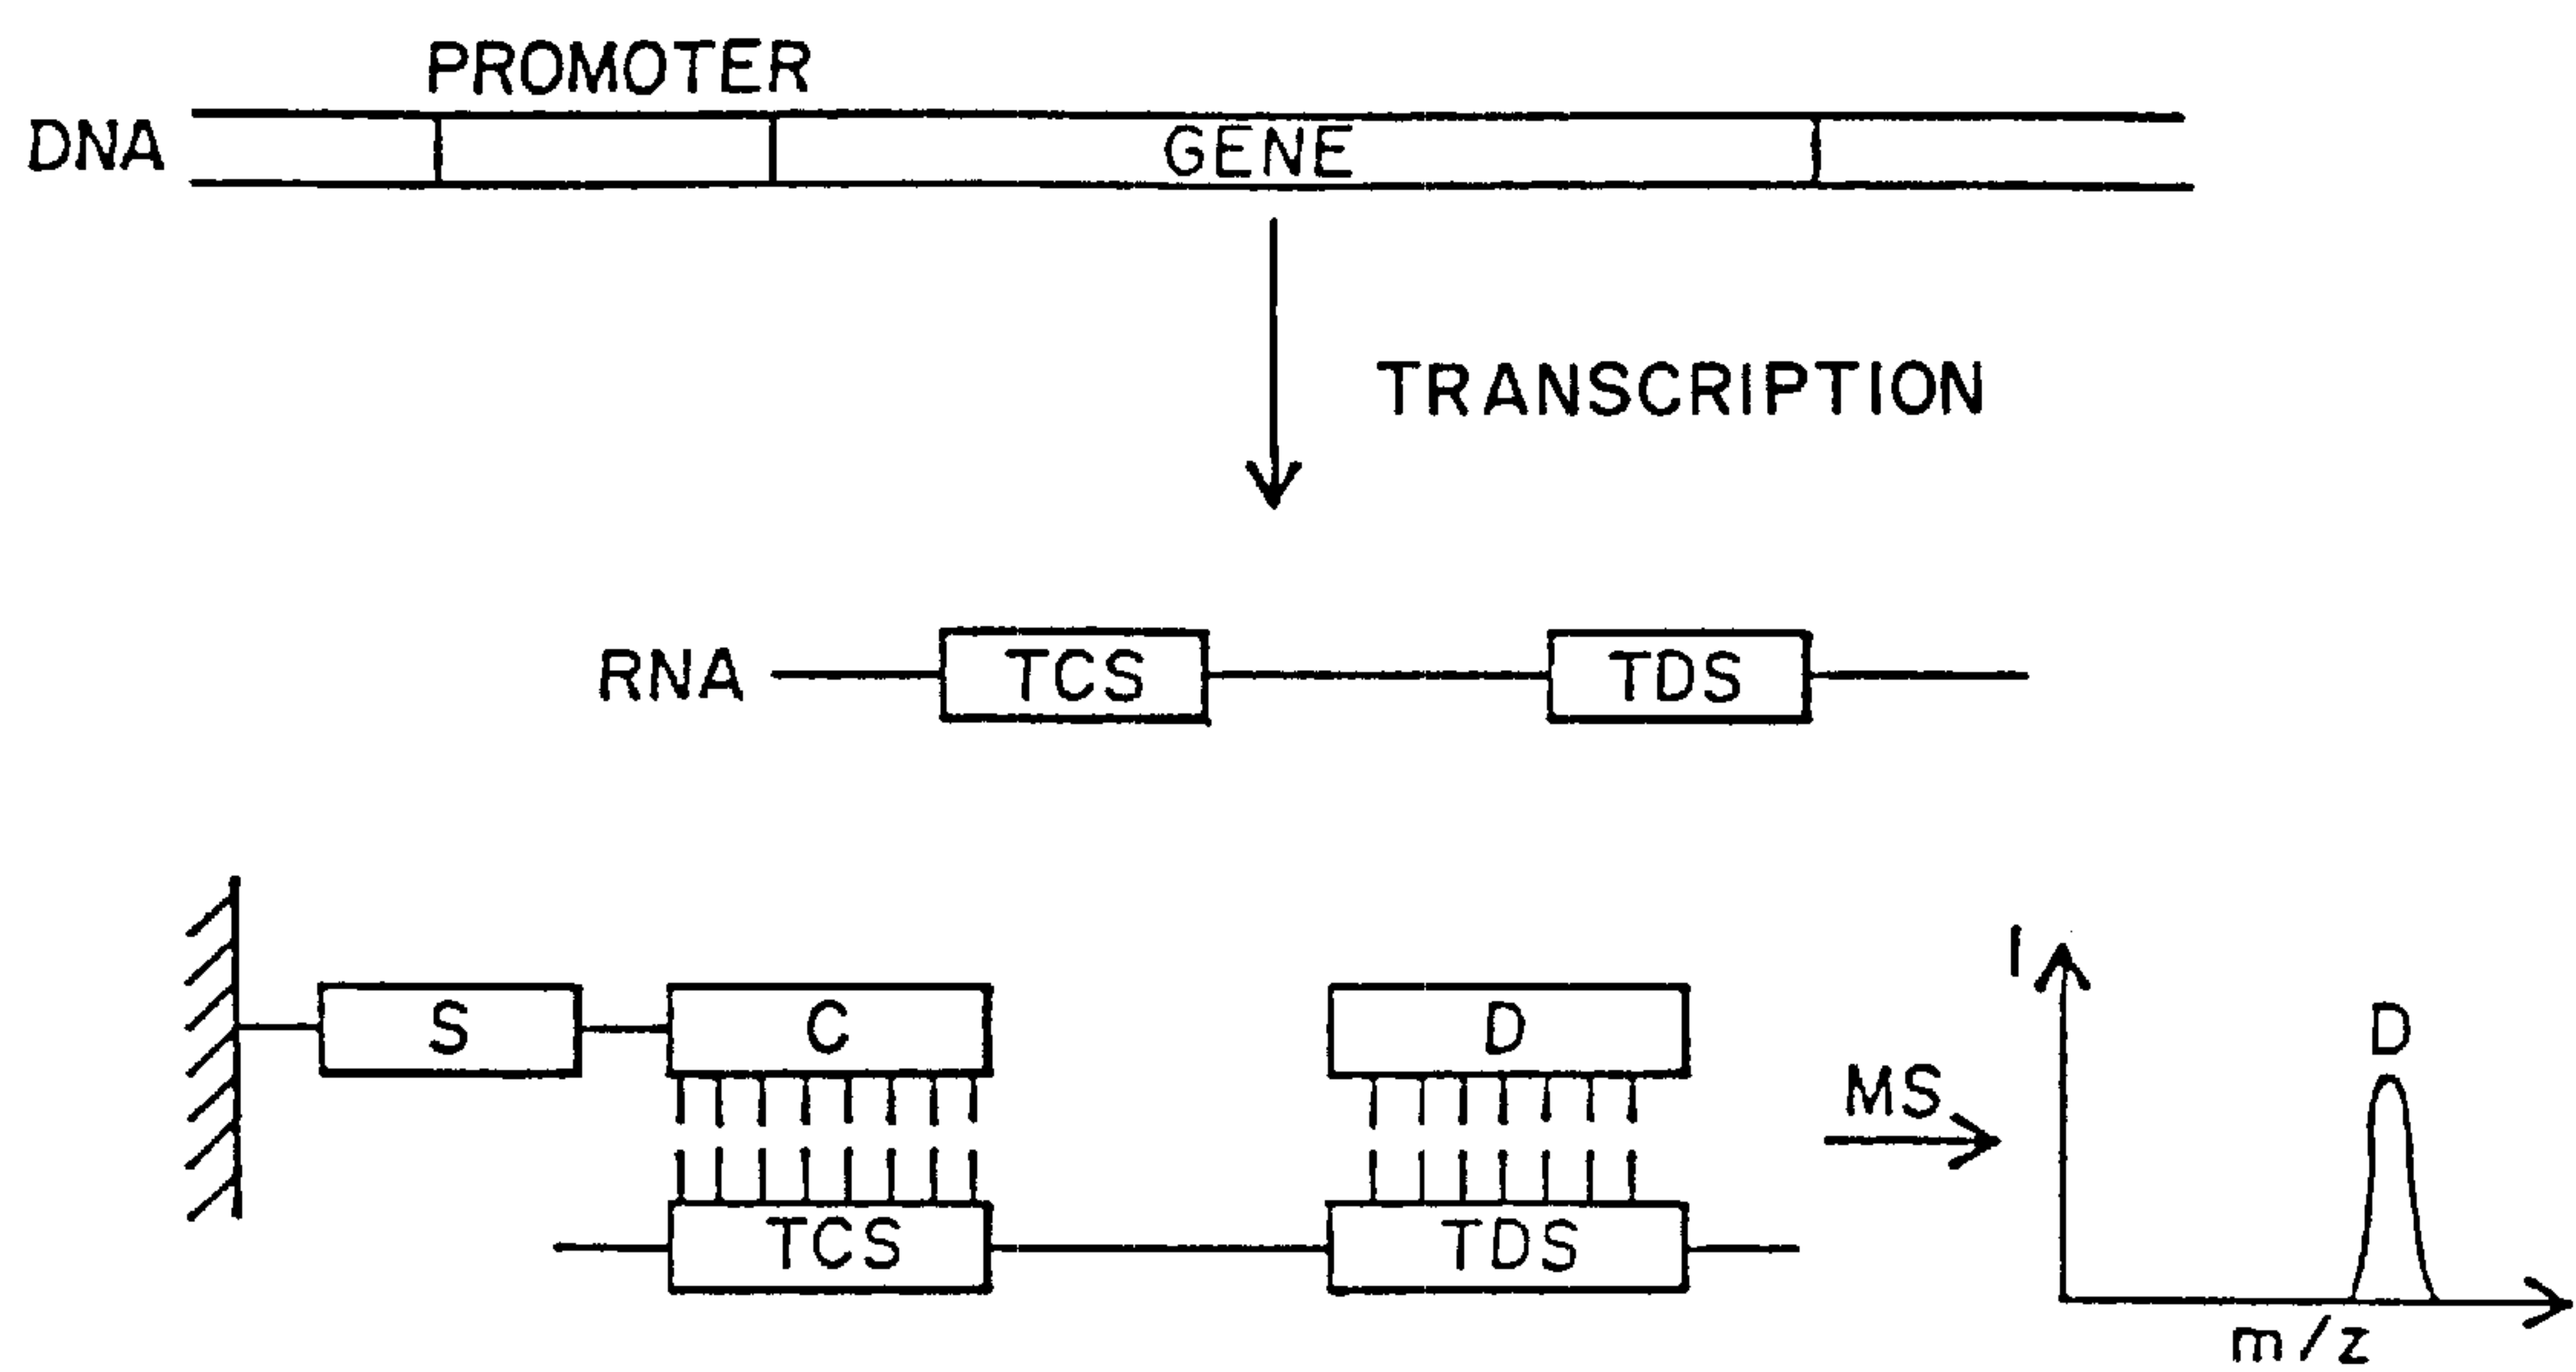 PROMOTER
DNA
GENE
TRANSCRIPTION
RNA
TCS
TDS
S
C
D
TCS
TDS
MS
I
D
m/z